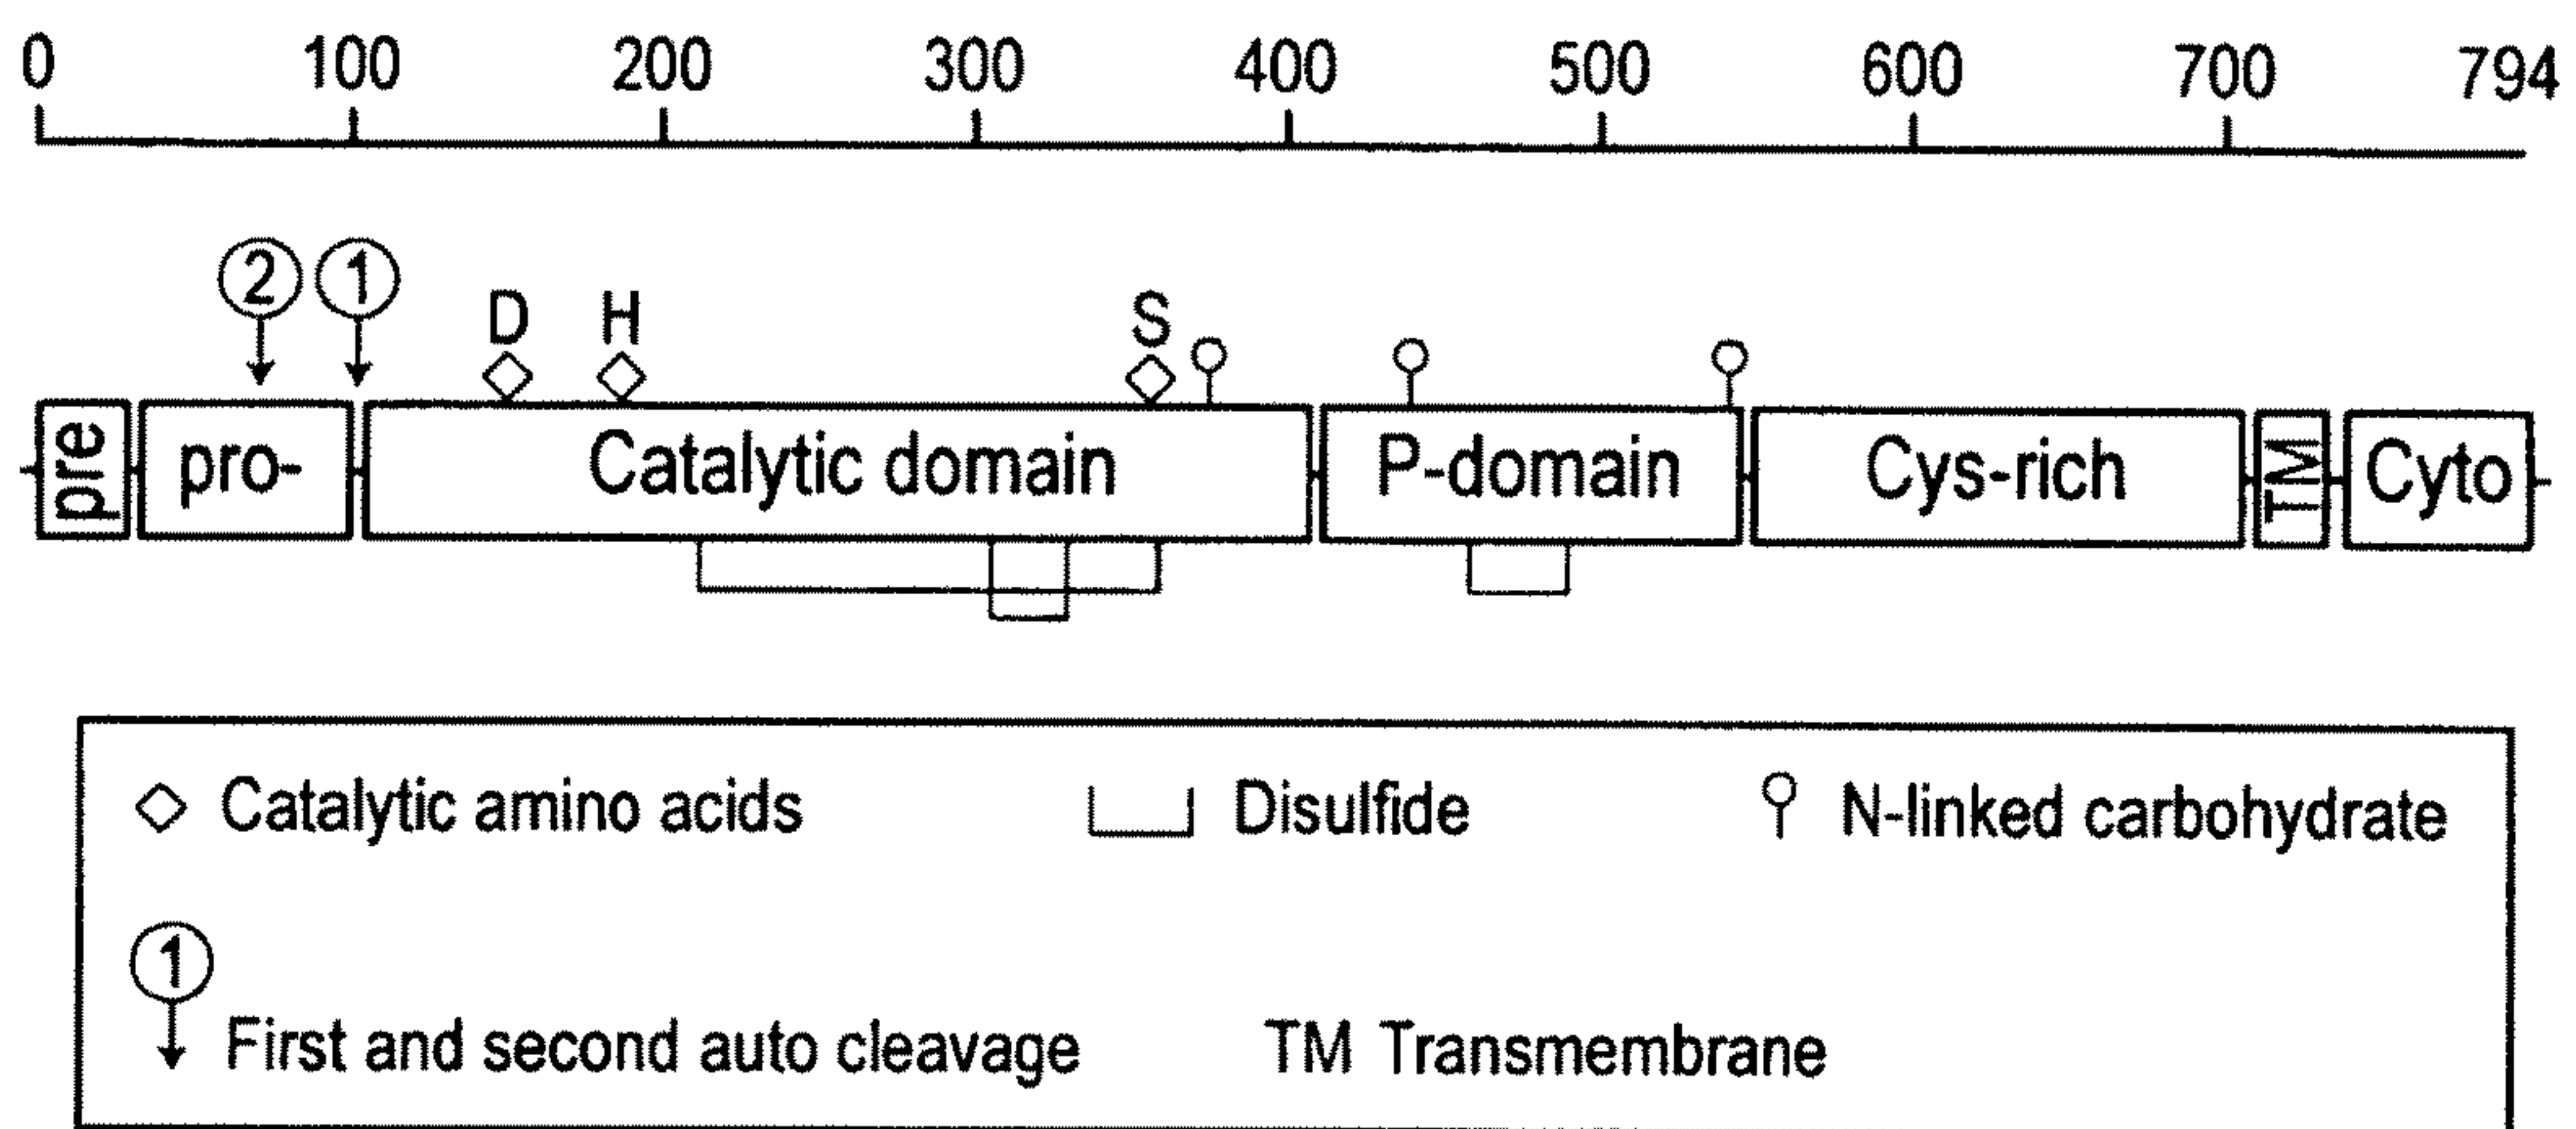 0 100 200 300 400 500 600 700 794
2 1
D H S
pre pro- Catalytic domain P-domain Cys-rich TM Cyto
Catalytic amino acids Disulfide N-linked carbohydrate
1
First and second auto cleavage TM Transmembrane